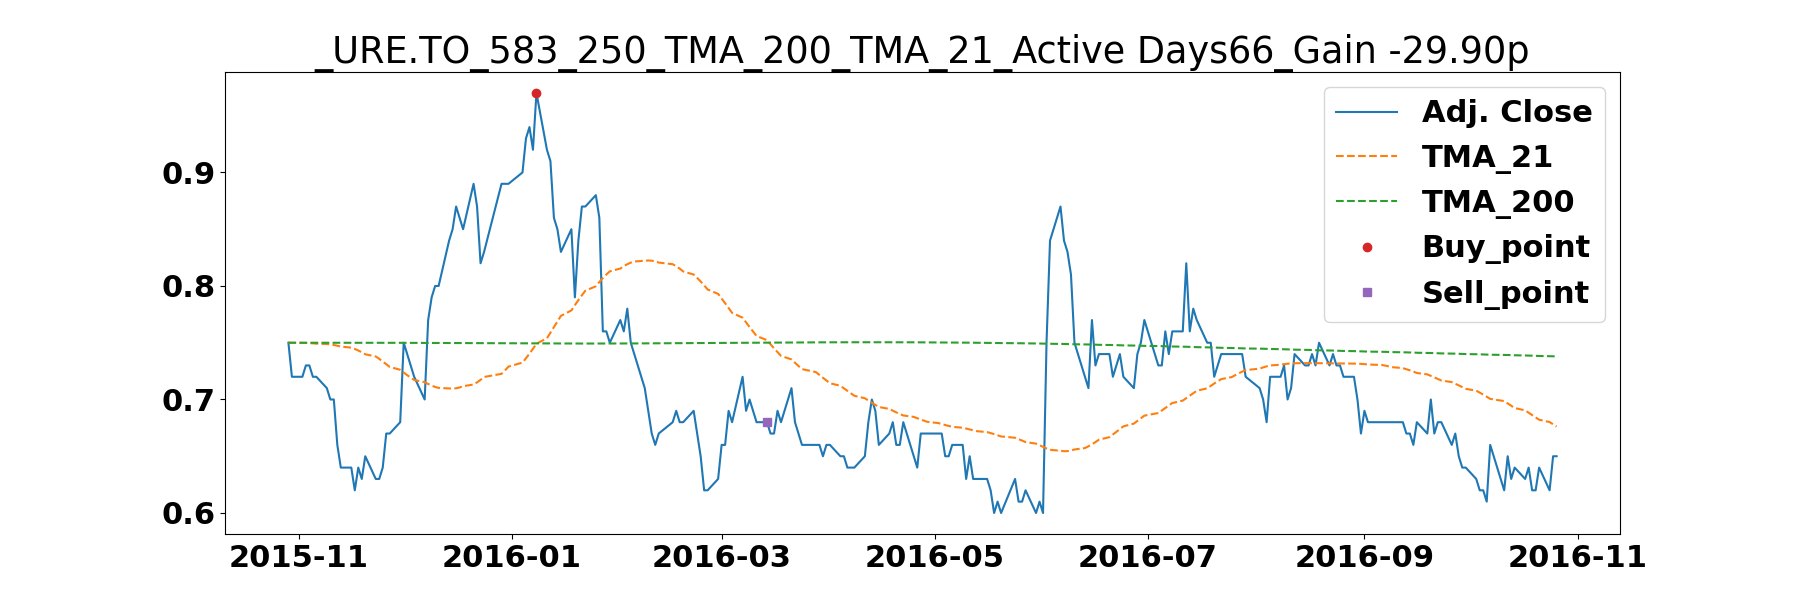 _URE.TO_583_250_TMA_200_TMA_21_Active Days66_Gain -29.90p
Adj. Close
TMA_21
TMA_200
Buy_point
Sell_point
0.9
0.8
0.7
0.6
2015-11 2016-01 2016-03 2016-05 2016-07 2016-09 2016-11